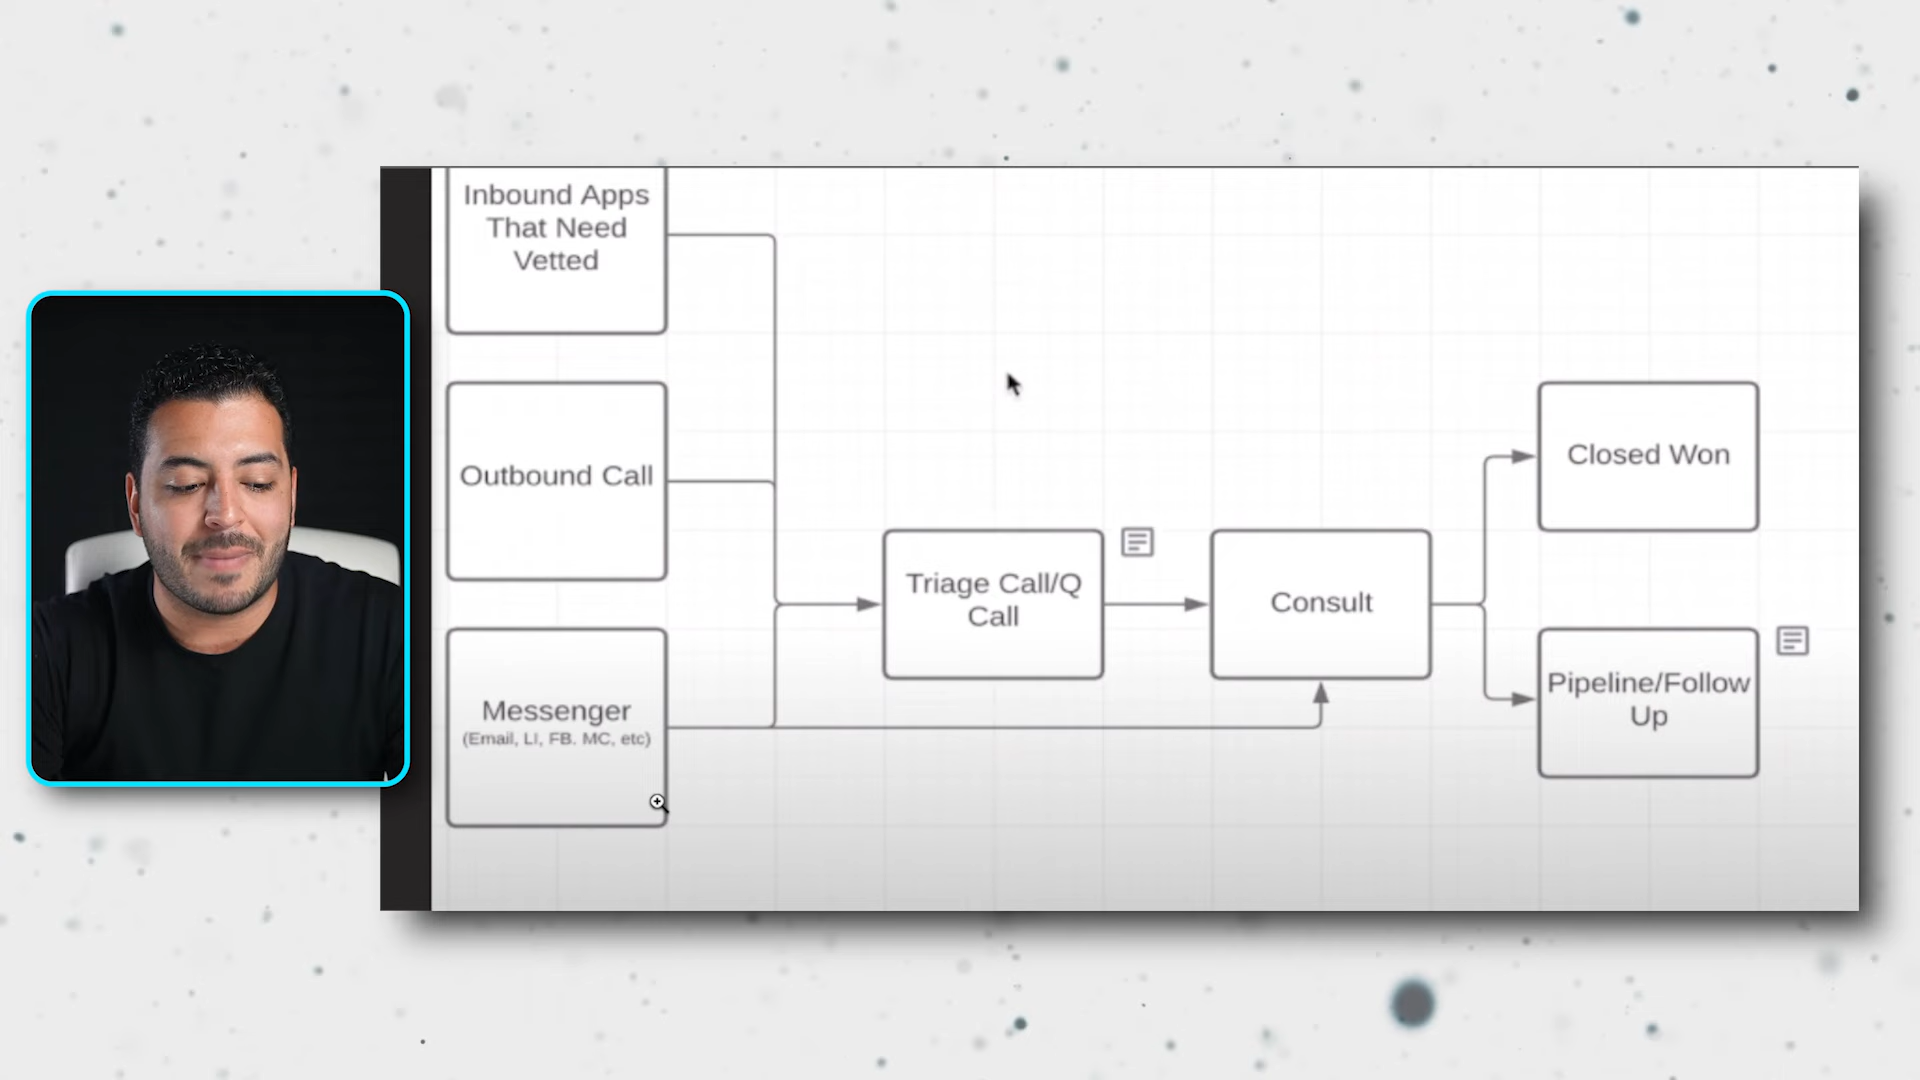 Inbound Apps
That Need
Vetted
Outbound Call
Messenger
(Email, LI, FB. MC, etc)
Triage Call/Q
Call
Consult
Closed Won
Pipeline/Follow
Up